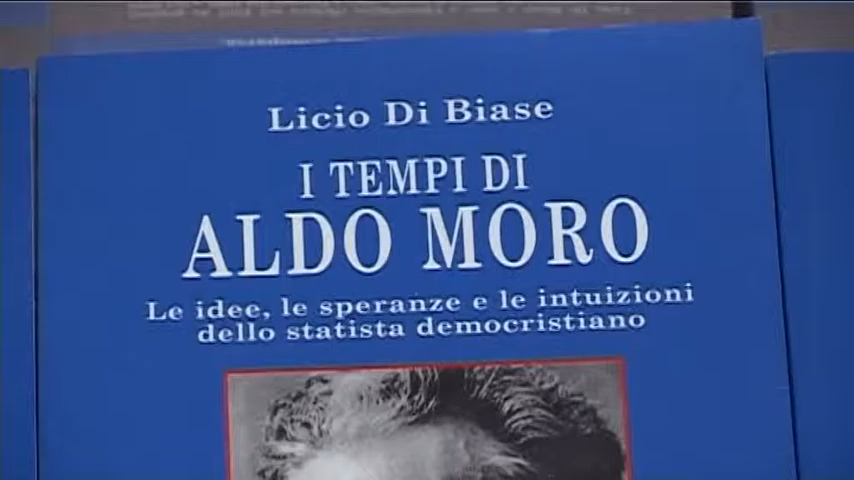 Licio Di Biase
I TEMPI DI
ALDO MORO
Le idee, le speranze e le intuizioni
dello statista democristiano